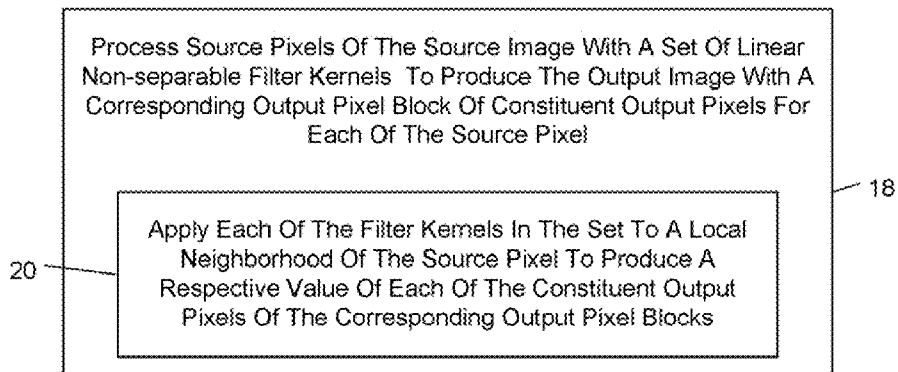 Process Source Pixels Of The Source Image With A Set Of Linear
Non-separable Filter Kernels To Produce The Output Image With A
Corresponding Output Pixel Block Of Constituent Output Pixels For
Each Of The Source Pixel
18
Apply Each Of The Filter Kernels In The Set To A Local
Neighborhood Of The Source Pixel To Produce A
Respective Value Of Each Of The Constituent Output
Pixels Of The Corresponding Output Pixel Blocks
20